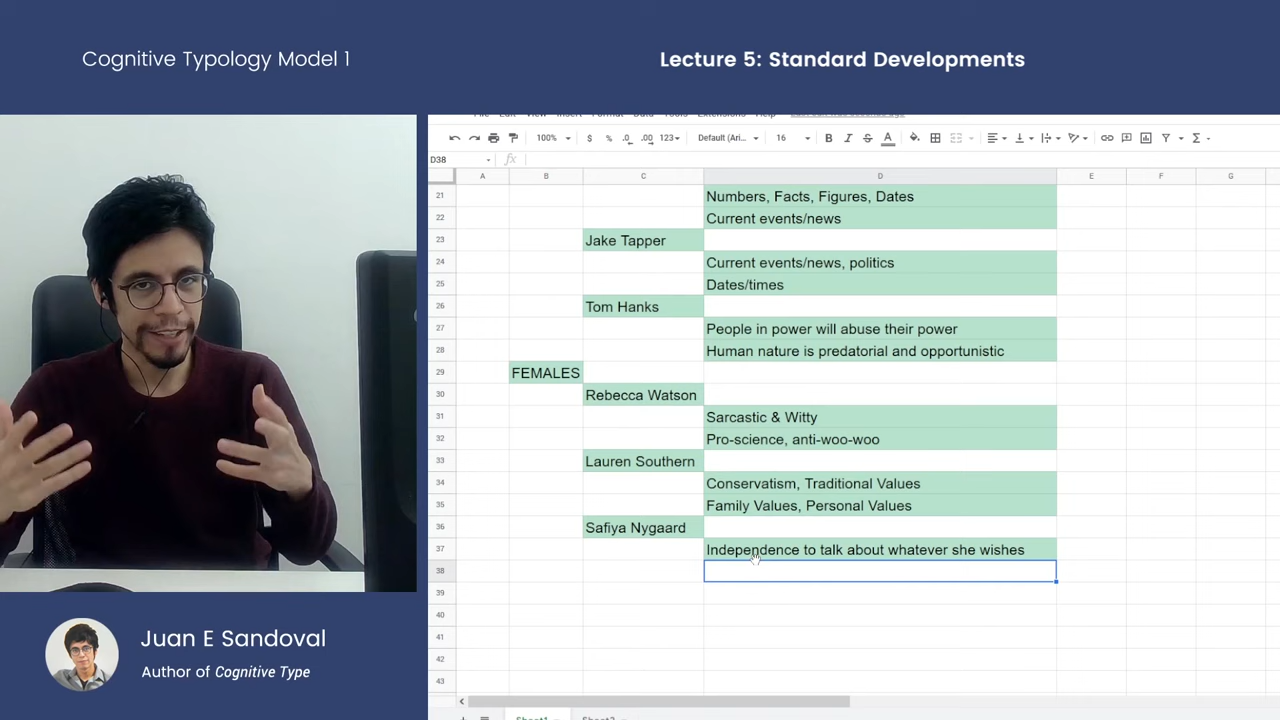 Cognitive Typology Model 1
Lecture 5: Standard Developments
100%
$ % .0 .00 123
Default (Ari...
16
B I S A
D38
fx
A B C D E F G
21 Numbers, Facts, Figures, Dates
22 Current events/news
23 Jake Tapper
24 Current events/news, politics
25 Dates/times
26 Tom Hanks
27 People in power will abuse their power
28 Human nature is predatorial and opportunistic
29 FEMALES
30 Rebecca Watson
31 Sarcastic & Witty
32 Pro-science, anti-woo-woo
33 Lauren Southern
34 Conservatism, Traditional Values
35 Family Values, Personal Values
36 Safiya Nygaard
37 Independence to talk about whatever she wishes
38
39
40
41
42
43
Juan E Sandoval
Author of Cognitive Type